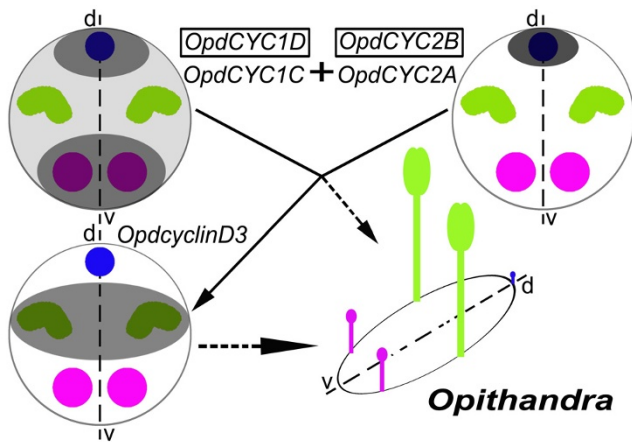 d
OpdCYC1D
OpdCYC2B
d
OpdCYC1C + OpdCYC2A
v
v
d
OpdcyclinD3
d
v
v
Opithandra